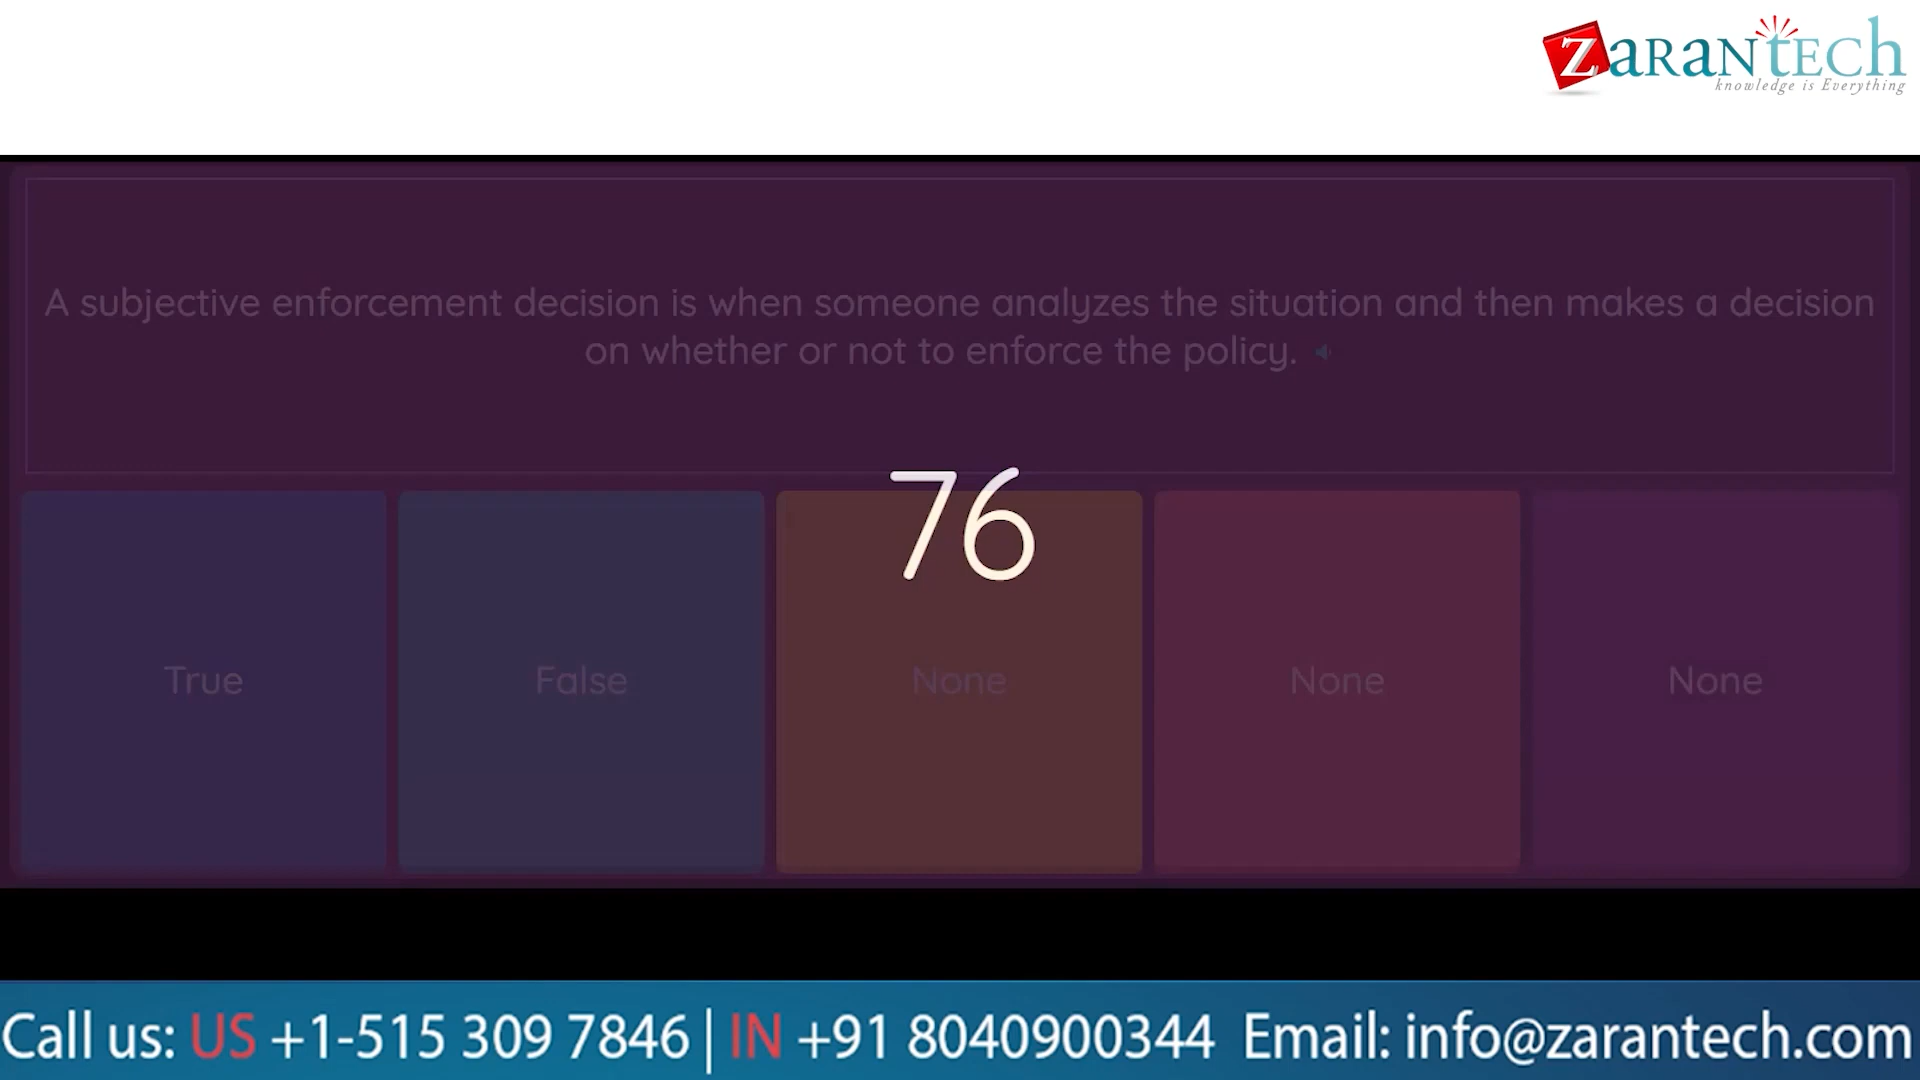 ZARANTECH
knowledge is Everything
A subjective enforcement decision is when someone analyzes the situation and then makes a decision
on whether or not to enforce the policy.
76
True
False
None
None
None
Call us: US +1-515 309 7846 | IN +91 8040900344 Email: info@zarantech.com